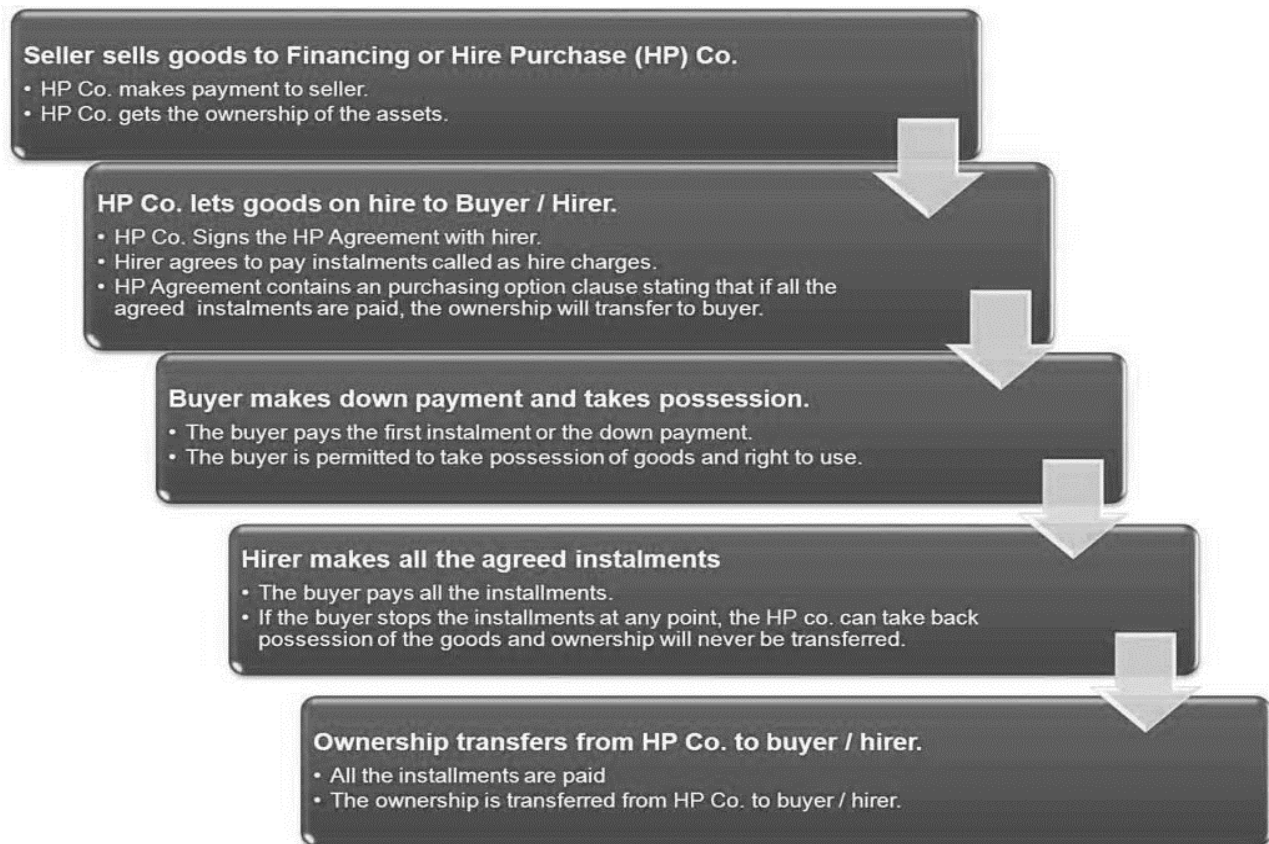 Seller sells goods to Financing or Hire Purchase (HP) Co.
• HP Co. makes payment to seller.
• HP Co. gets the ownership of the assets.
HP Co. lets goods on hire to Buyer / Hirer.
• HP Co. Signs the HP Agreement with hirer.
• Hirer agrees to pay instalments called as hire charges.
• HP Agreement contains an purchasing option clause stating that if all the
agreed instalments are paid, the ownership will transfer to buyer.
Buyer makes down payment and takes possession.
• The buyer pays the first instalment or the down payment.
• The buyer is permitted to take possession of goods and right to use.
Hirer makes all the agreed instalments
• The buyer pays all the installments.
• If the buyer stops the installments at any point, the HP co. can take back
possession of the goods and ownership will never be transferred.
Ownership transfers from HP Co. to buyer / hirer.
• All the installments are paid
• The ownership is transferred from HP Co. to buyer / hirer.